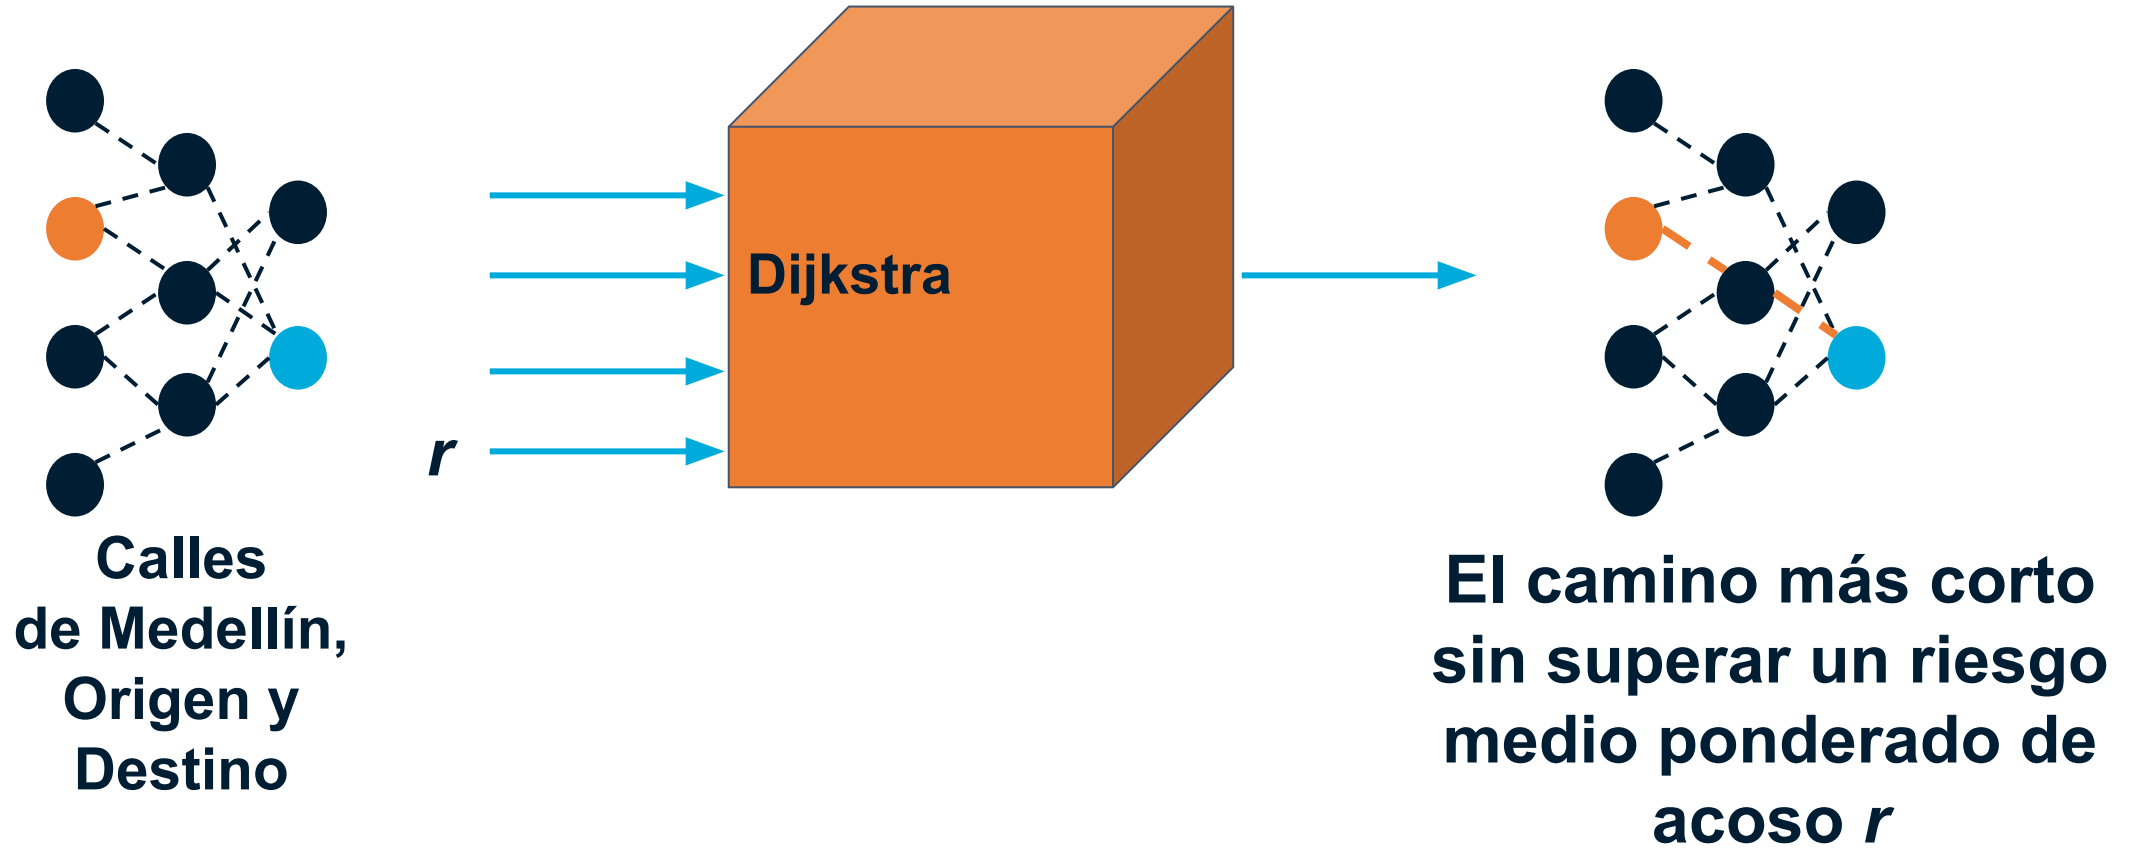 Dijkstra
r
Calles
de Medellín,
Origen y
Destino
El camino más corto
sin superar un riesgo
medio ponderado de
acoso r